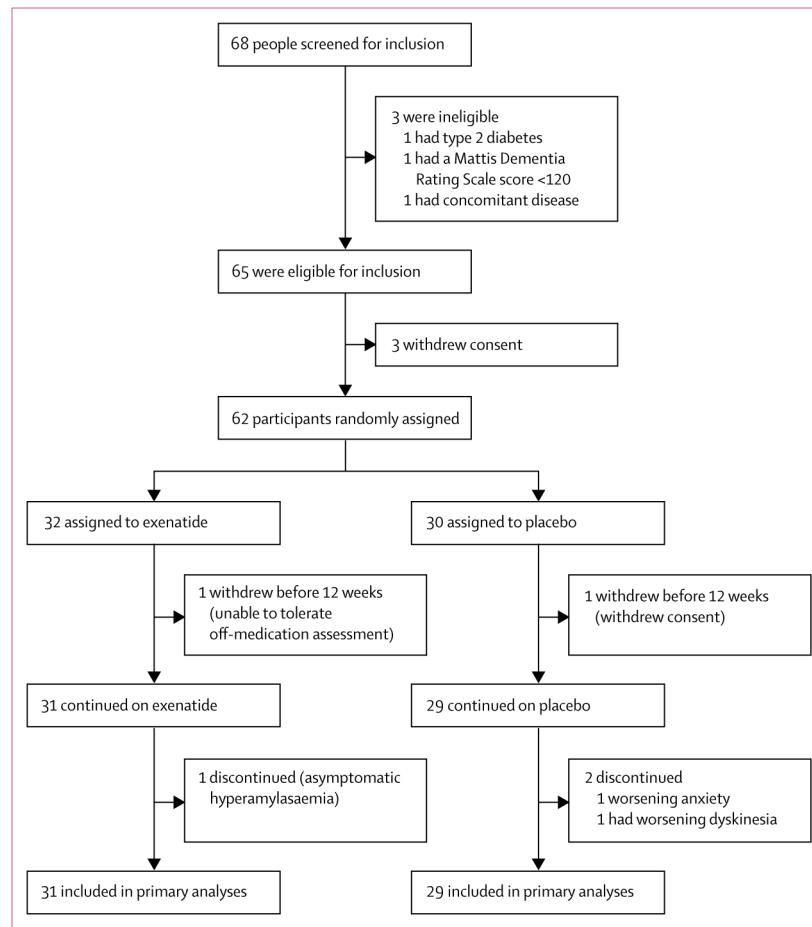 68 people screened for inclusion
3 were ineligible
1 had type 2 diabetes
1 had a Mattis Dementia
Rating Scale score <120
1 had concomitant disease
65 were eligible for inclusion
3 withdrew consent
62 participants randomly assigned
32 assigned to exenatide
30 assigned to placebo
1 withdrew before 12 weeks
(unable to tolerate
off-medication assessment)
1 withdrew before 12 weeks
(withdrew consent)
31 continued on exenatide
29 continued on placebo
1 discontinued (asymptomatic
hyperamylasaemia)
2 discontinued
1 worsening anxiety
1 had worsening dyskinesia
31 included in primary analyses
29 included in primary analyses